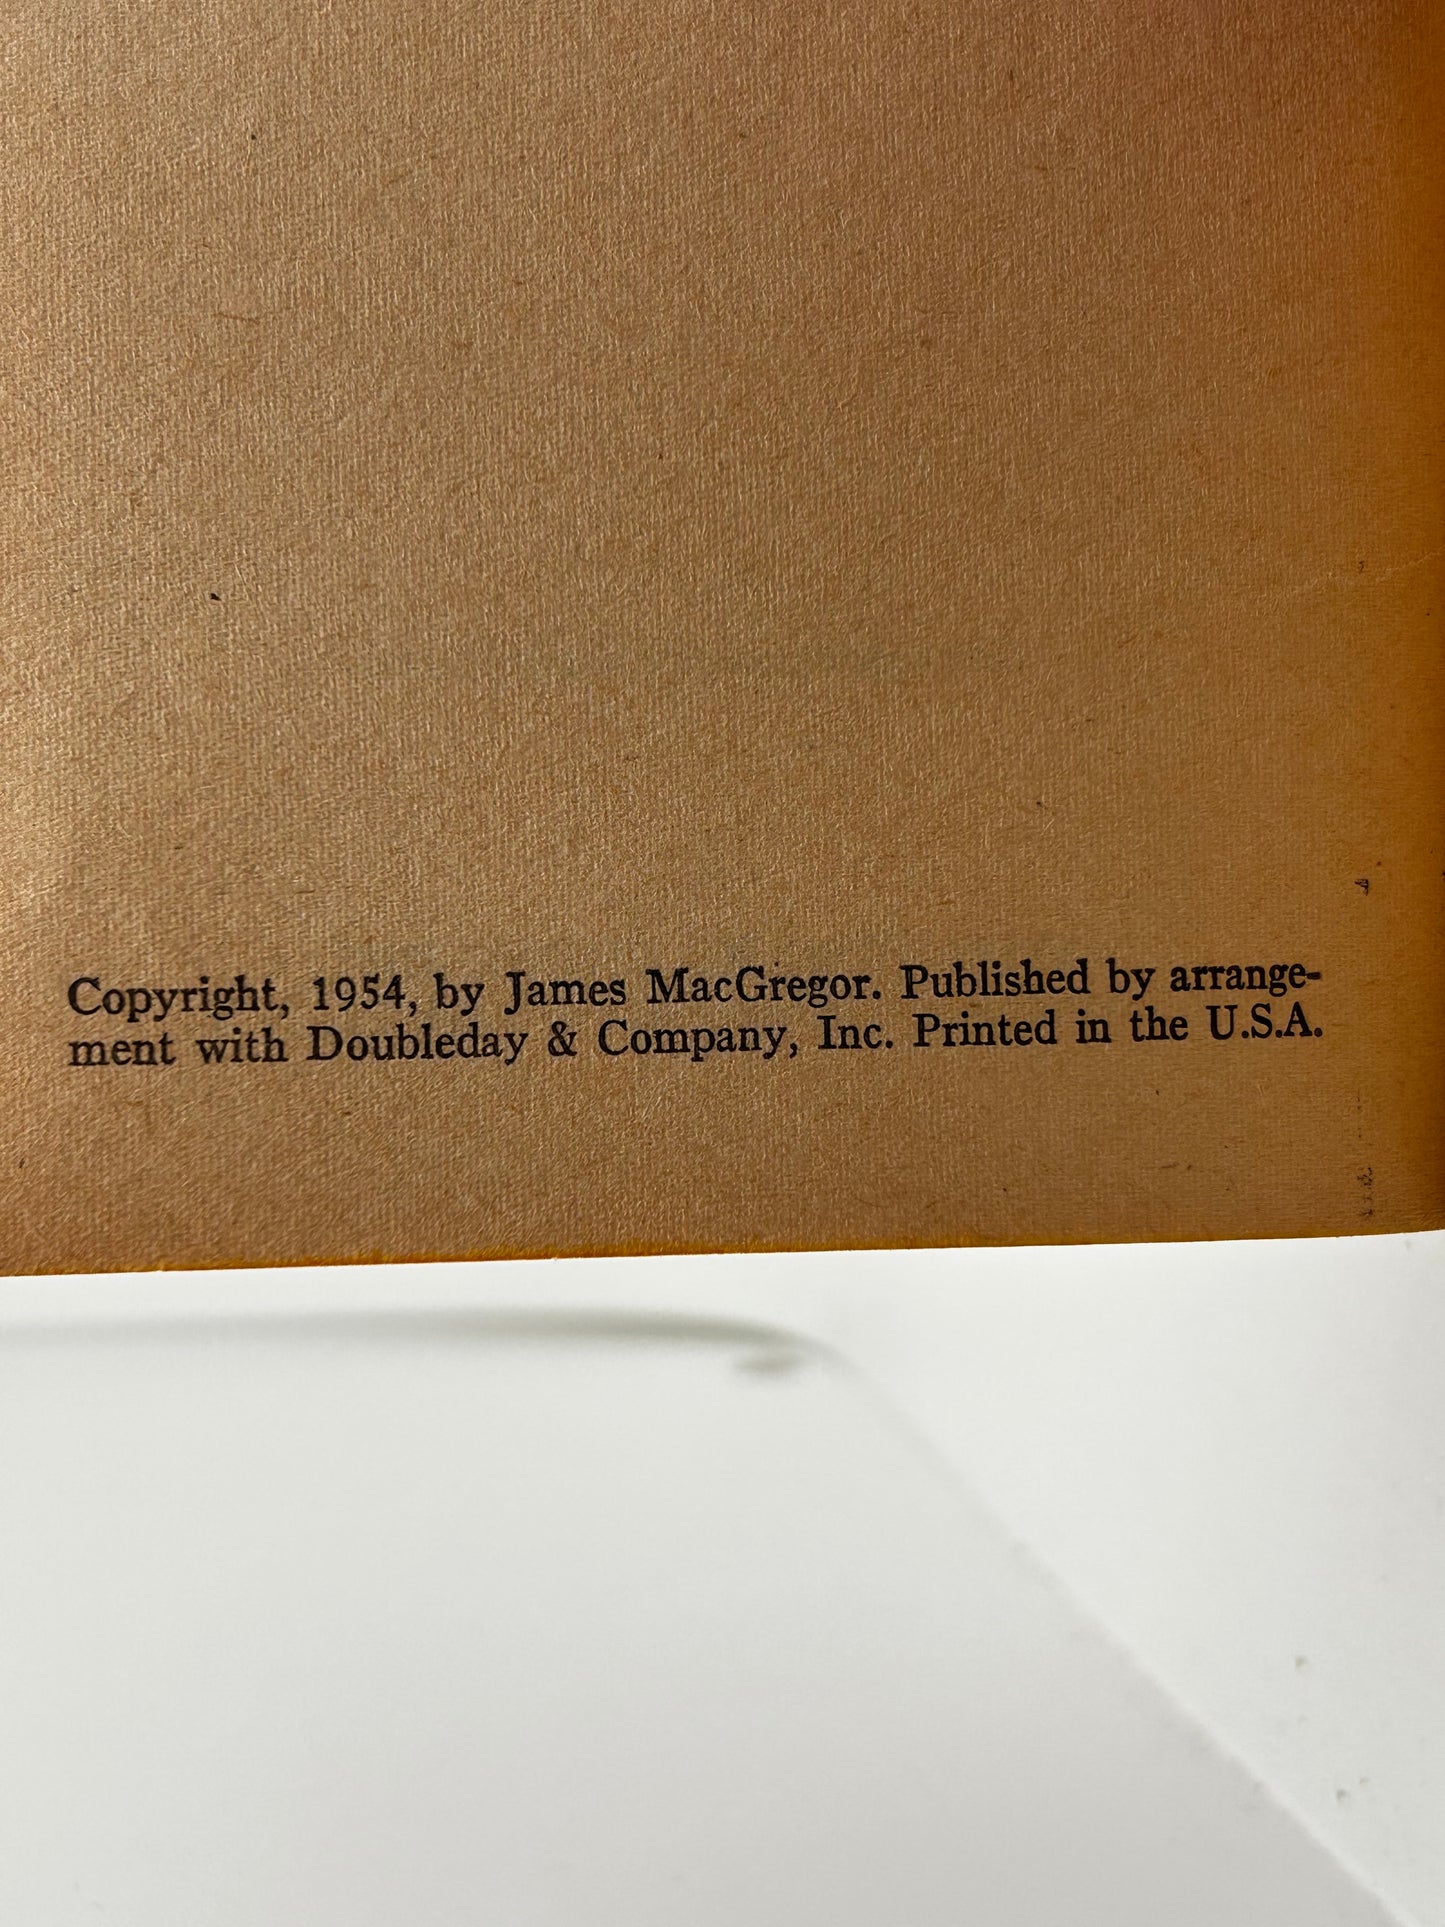 Copyright, 1954, by James MacGregor. Published by arrange-
ment with Doubleday & Company, Inc. Printed in the U.S.A.